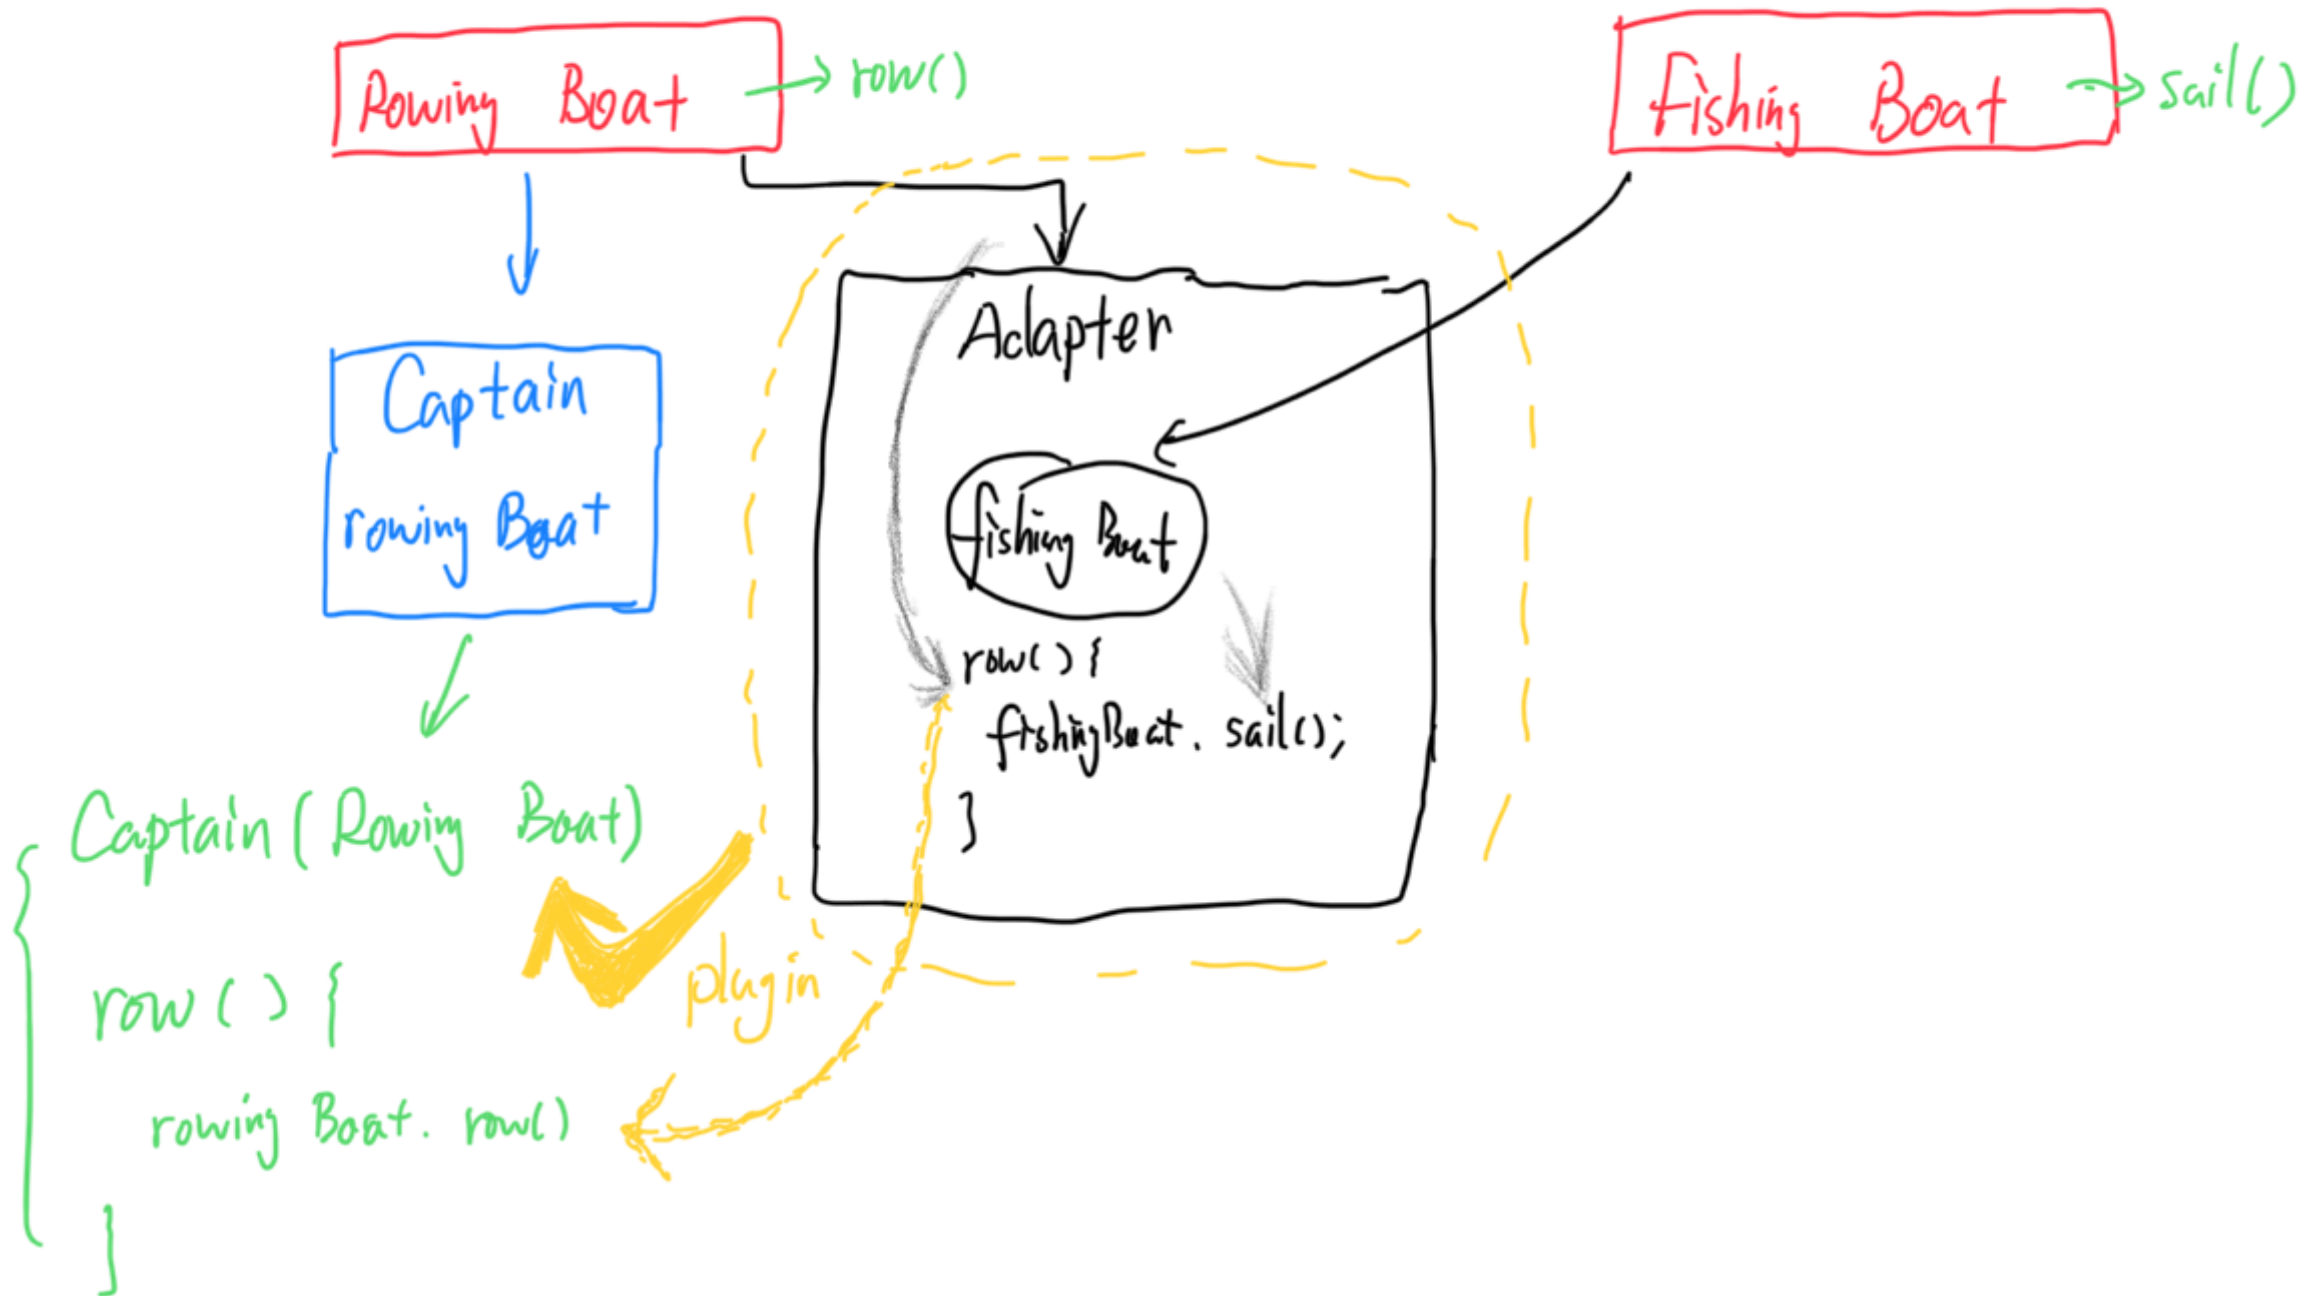 Rowing Boat
row()
Fishing Boat
sail()
Captain
rowing Boat
Adapter
fishing Boat
row() {
fishingBoat. sail();
}
Captain (Rowing Boat)
{
row () {
rowing Boat. row()
}
plugin